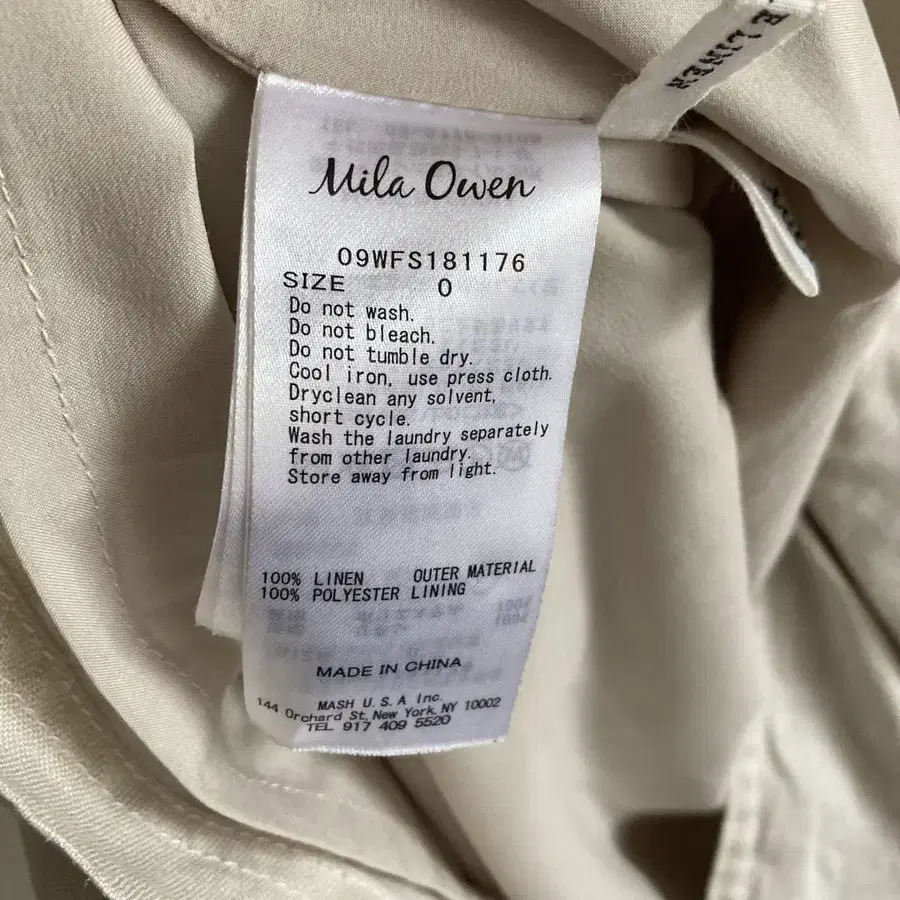 E LINEN
Mila Owen
09WFS181176
SIZE 0
Do not wash.
Do not bleach.
Do not tumble dry.
Cool iron, use press cloth.
Dryclean any solvent,
short cycle.
Wash the laundry separately
from other laundry.
Store away from light.
100% LINEN OUTER MATERIAL
100% POLYESTER LINING
MADE IN CHINA
MASH U.S.A Inc.
144 Orchard St, New York, NY 10002
TEL 917 409 5520